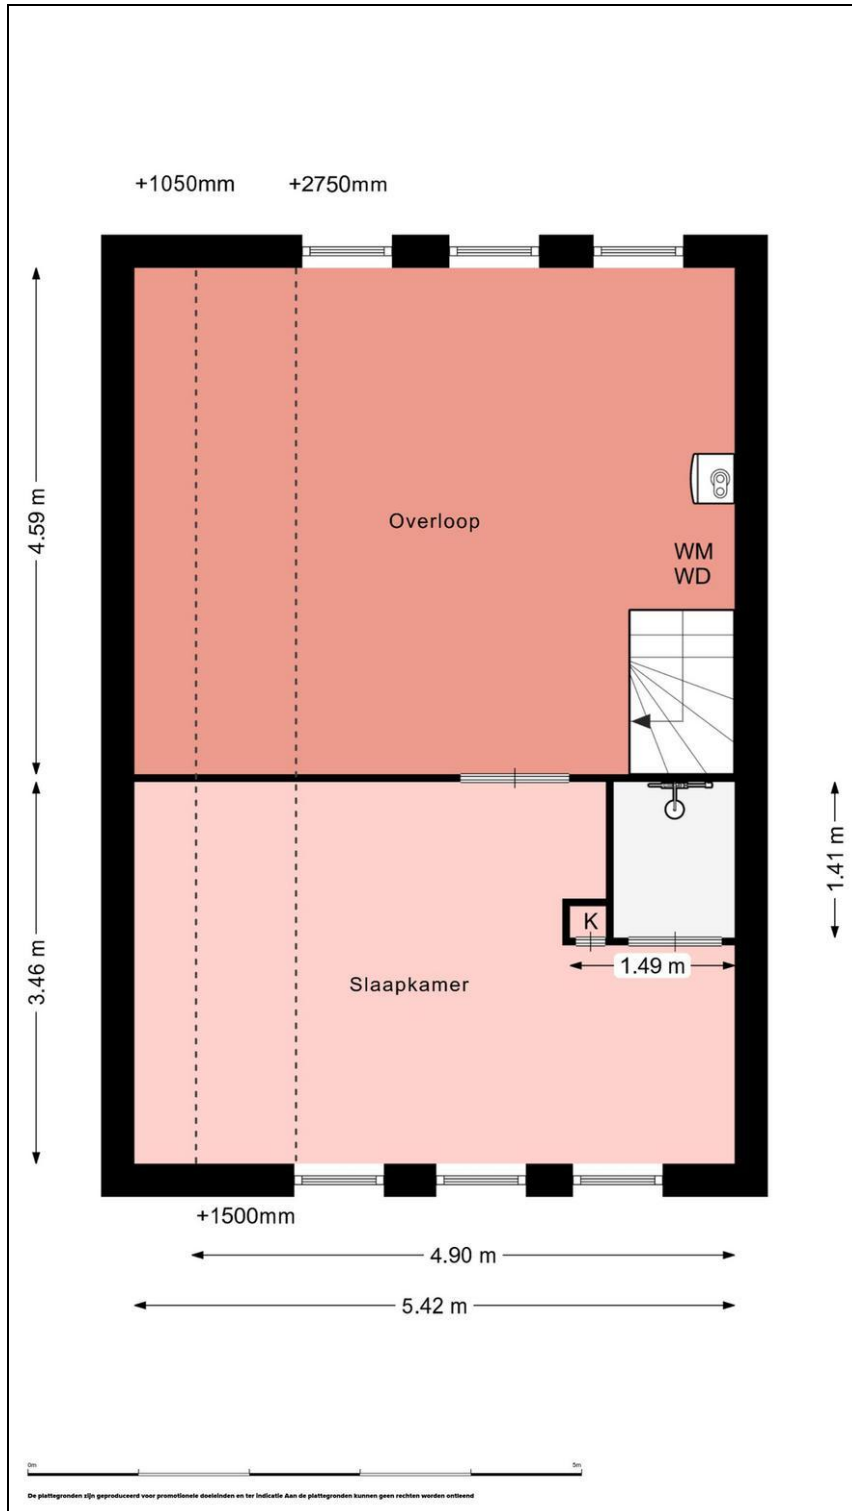 +1050mm
+2750mm
4.59 m
Overloop
WM
WD
1.41 m
K
1.49 m
3.46 m
Slaapkamer
+1500mm
4.90 m
5.42 m
0m
5m
De plattegronden zijn geproduceerd voor promotionele doeleinden en ter indicatie Aan de plattegronden kunnen geen rechten worden ontleend